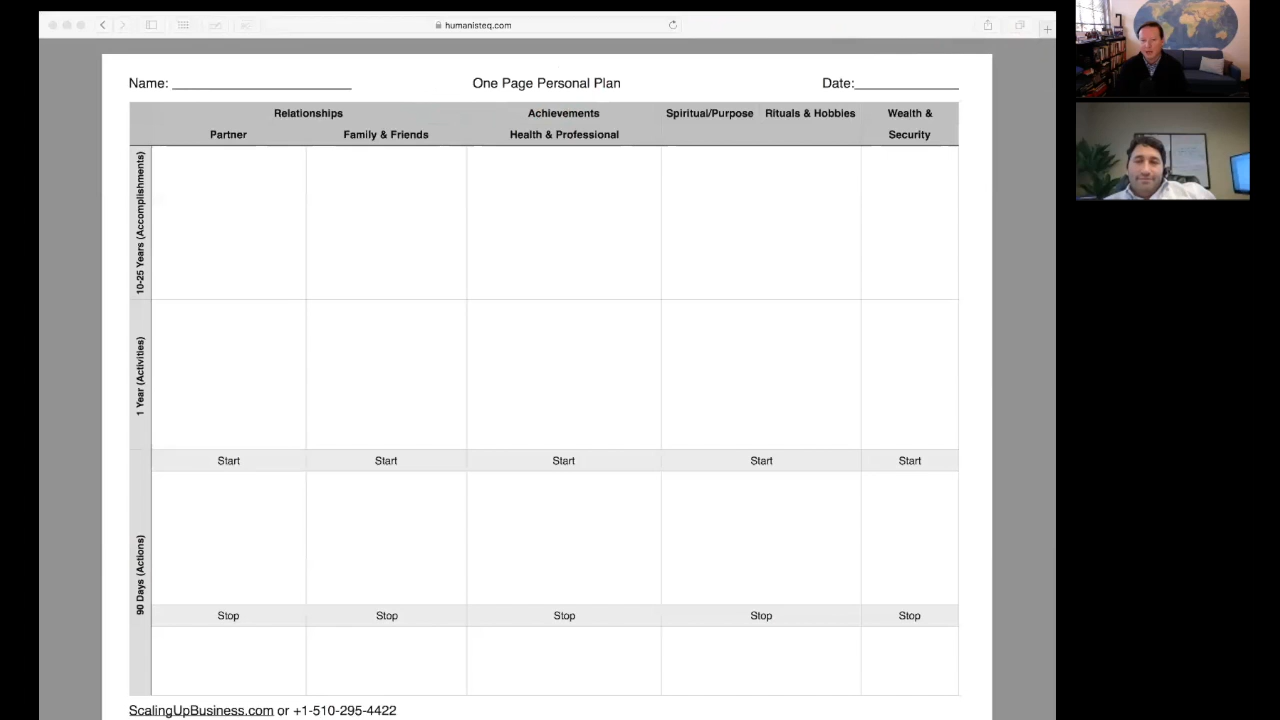 humanisteq.com
Name: ________________________ One Page Personal Plan Date:______________
Relationships Achievements Spiritual/Purpose Rituals & Hobbies Wealth &
Partner Family & Friends Health & Professional Security
10-25 Years (Accomplishments)
1 Year (Activities)
Start Start Start Start Start
90 Days (Actions)
Stop Stop Stop Stop Stop
ScalingUpBusiness.com or +1-510-295-4422